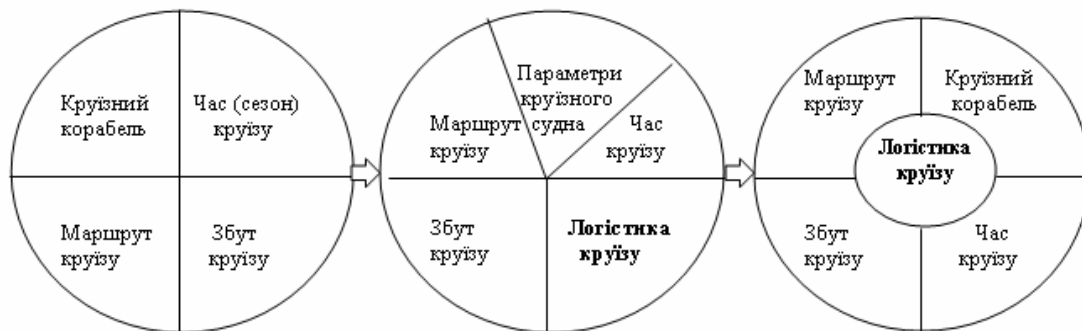 Круїзний
корабель
Час (сезон)
круїзу
Маршрут
круїзу
Збут
круїзу
Параметри
круїзного
судна
Маршрут
круїзу
Час
круїзу
Збут
круїзу
Логістика
круїзу
Маршрут
круїзу
Круїзний
корабель
Логістика
круїзу
Збут
круїзу
Час
круїзу